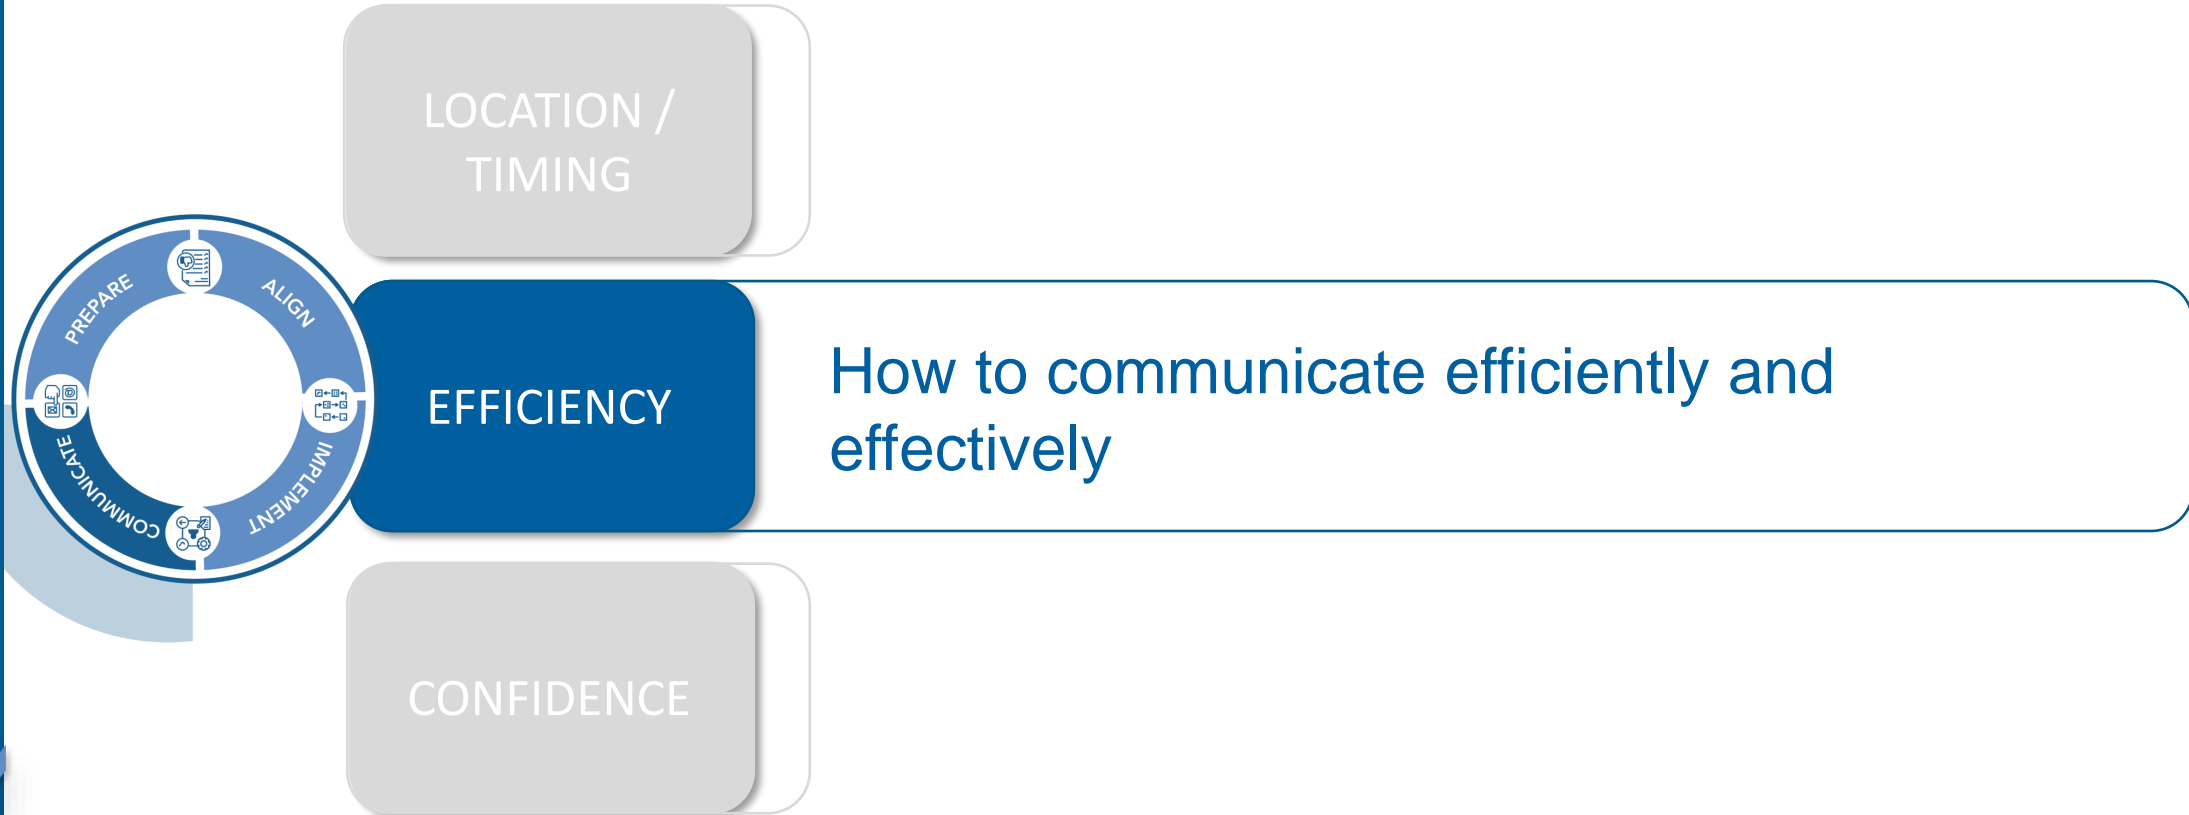 LOCATION /
TIMING
PREPARE
ALIGN
IMPLEMENT
COMMUNICATE
EFFICIENCY
How to communicate efficiently and
effectively
CONFIDENCE